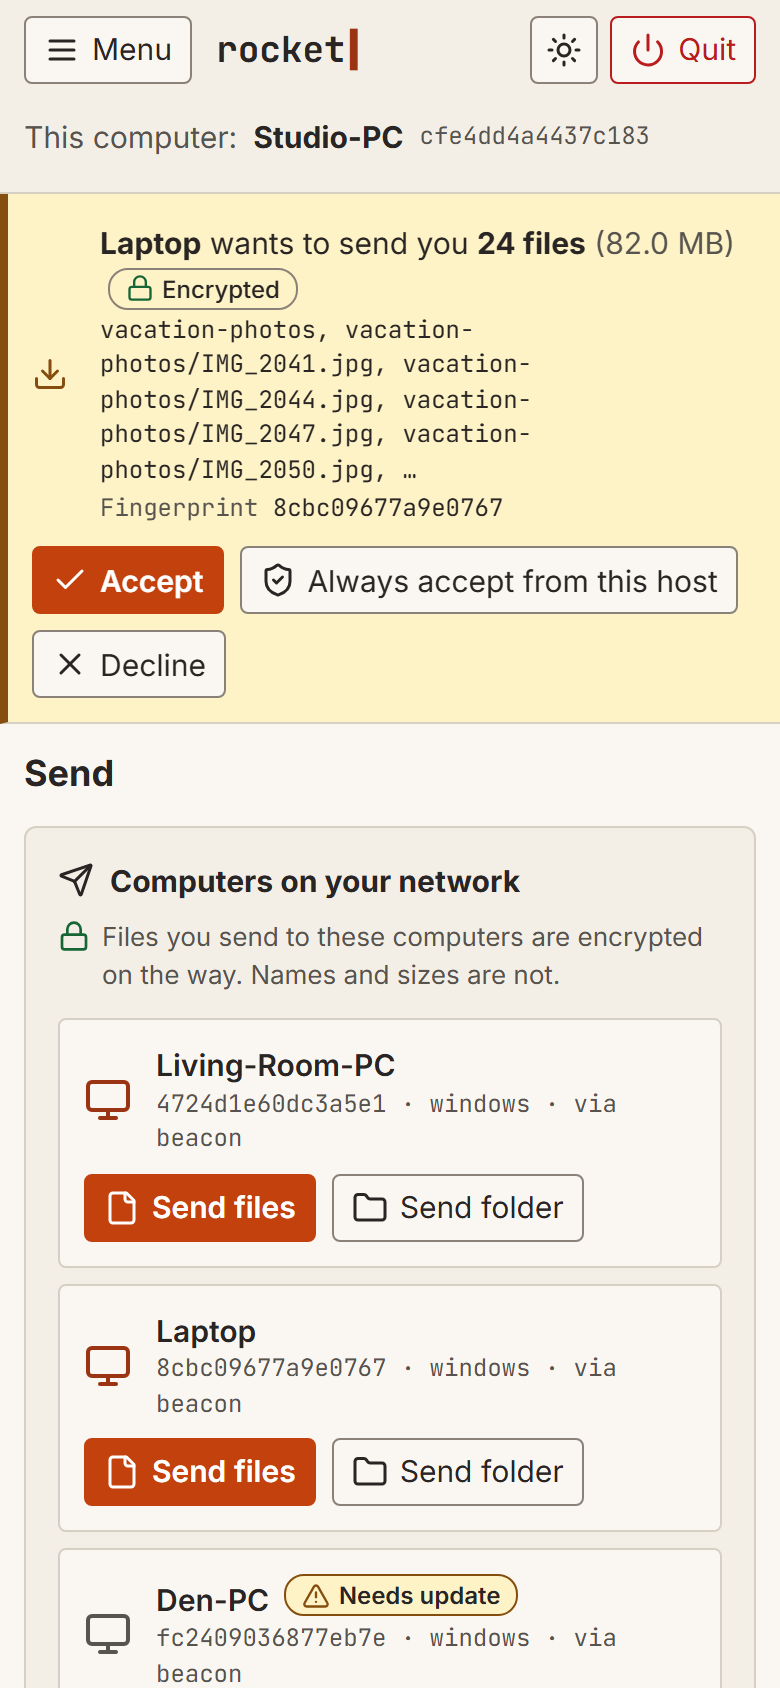 Menu
rocket
Quit
This computer: Studio-PC cfe4dd4a4437c183
Laptop wants to send you 24 files (82.0 MB)
Encrypted
vacation-photos, vacation-
photos/IMG_2041.jpg, vacation-
photos/IMG_2044.jpg, vacation-
photos/IMG_2047.jpg, vacation-
photos/IMG_2050.jpg, …
Fingerprint 8cbc09677a9e0767
Accept
Always accept from this host
Decline
Send
Computers on your network
Files you send to these computers are encrypted
on the way. Names and sizes are not.
Living-Room-PC
4724d1e60dc3a5e1 · windows · via
beacon
Send files
Send folder
Laptop
8cbc09677a9e0767 · windows · via
beacon
Send files
Send folder
Den-PC
Needs update
fc2409036877eb7e · windows · via
beacon